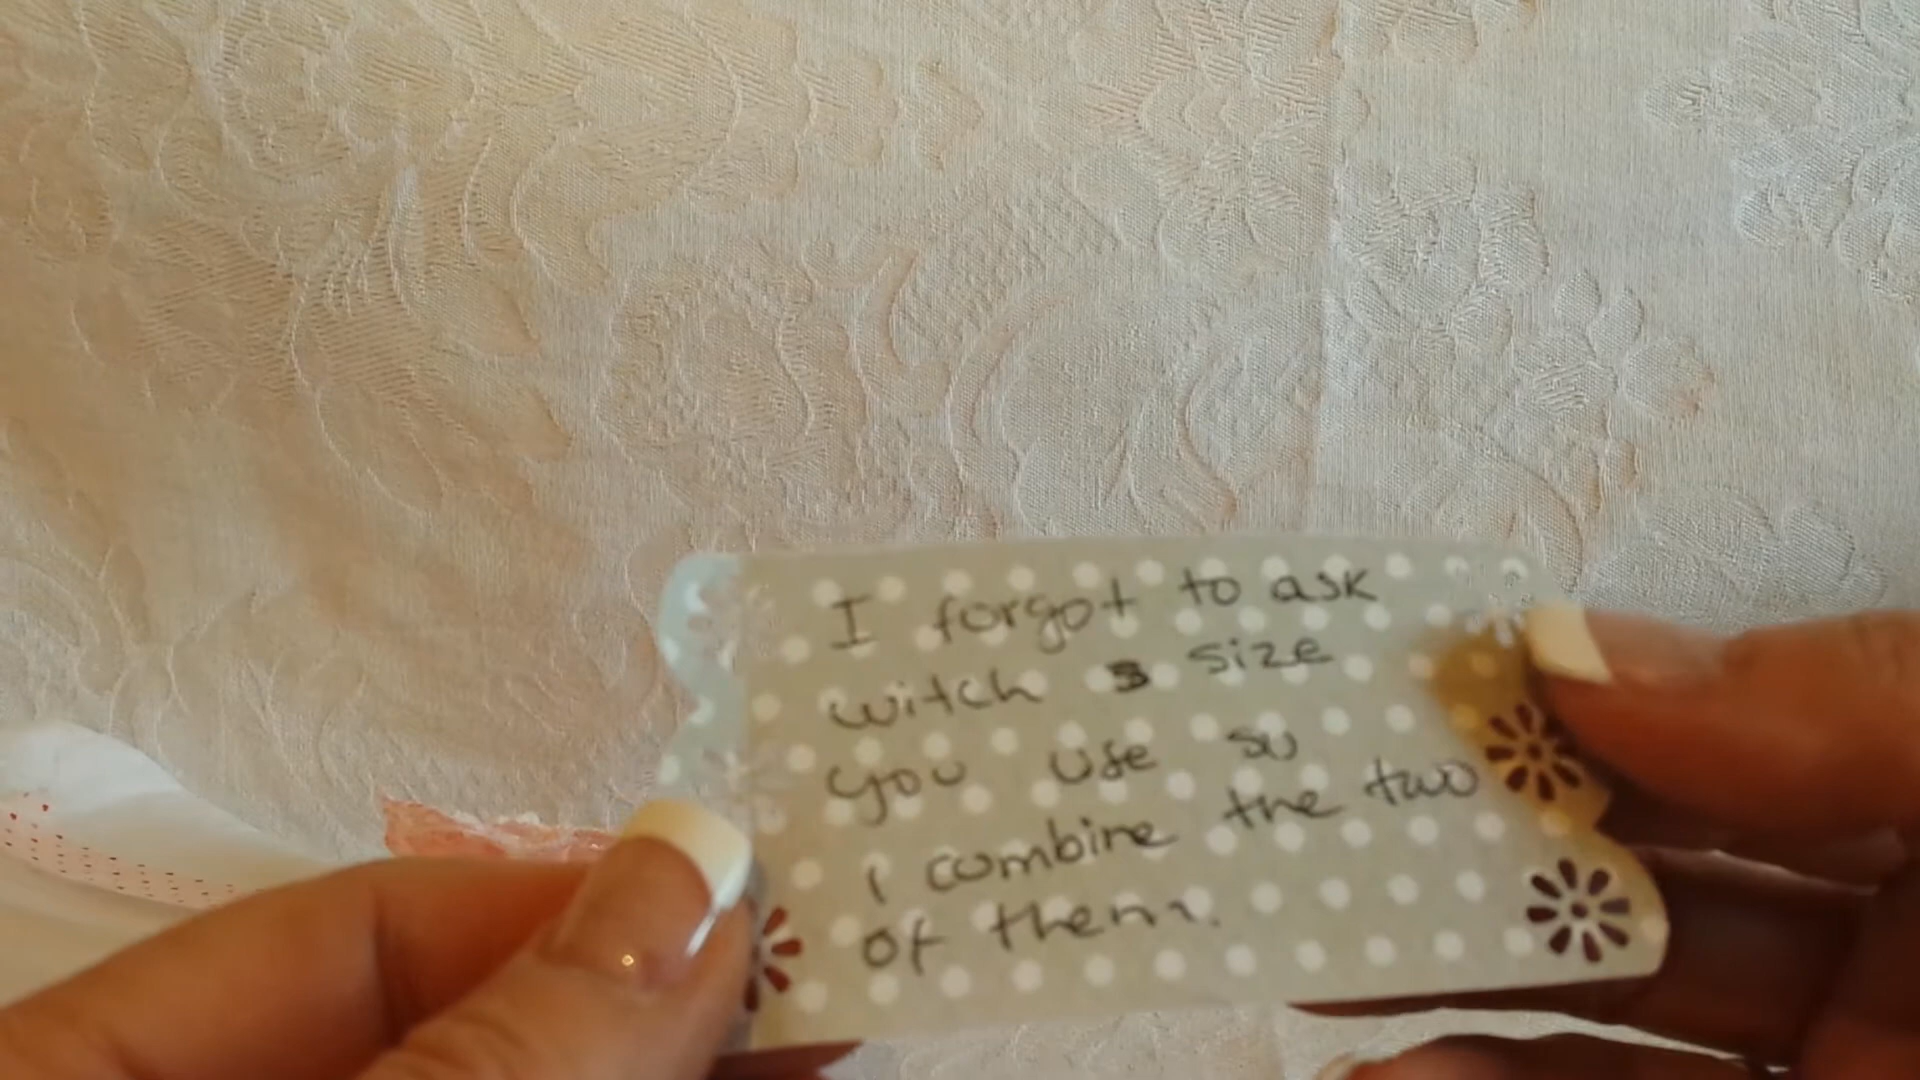 I forgot to ask
witch size
you use so
I combine the two
of them.